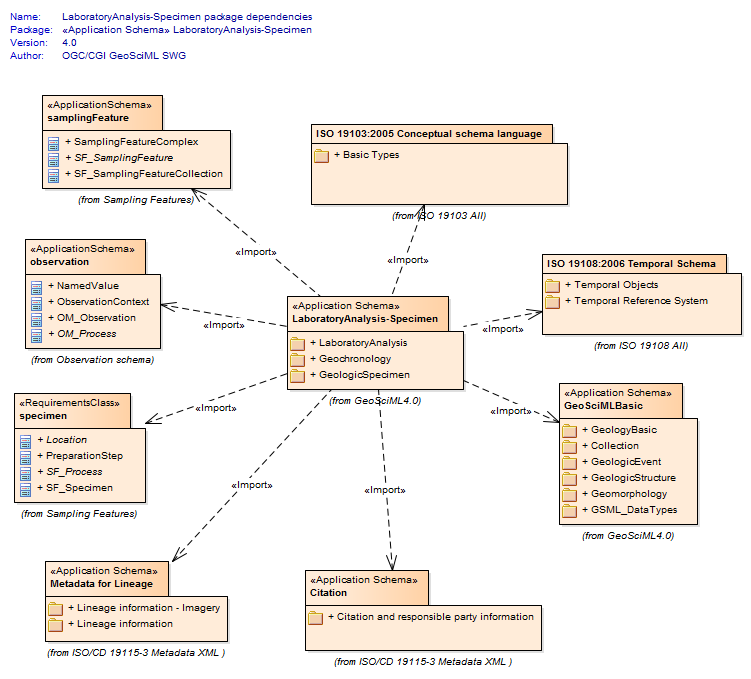 Name: LaboratoryAnalysis-Specimen package dependencies
Package: «Application Schema» LaboratoryAnalysis-Specimen
Version: 4.0
Author: OGC/CGI GeoSciML SWG
«ApplicationSchema»
samplingFeature
+ SamplingFeatureComplex
+ SF_SamplingFeature
+ SF_SamplingFeatureCollection
(from Sampling Features)
ISO 19103:2005 Conceptual schema language
+ Basic Types
(from ISO 19103 All)
«Import»
«Import»
«ApplicationSchema»
observation
+ NamedValue
+ ObservationContext
+ OM_Observation
+ OM_Process
(from Observation schema)
«Import»
«Application Schema»
LaboratoryAnalysis-Specimen
+ LaboratoryAnalysis
+ Geochronology
+ GeologicSpecimen
(from GeoSciML4.0)
ISO 19108:2006 Temporal Schema
+ Temporal Objects
+ Temporal Reference System
(from ISO 19108 All)
«Import»
«RequirementsClass»
specimen
+ Location
+ PreparationStep
+ SF_Process
+ SF_Specimen
(from Sampling Features)
«Import»
«Import»
«Application Schema»
GeoSciMLBasic
+ GeologyBasic
+ Collection
+ GeologicEvent
+ GeologicStructure
+ Geomorphology
+ GSML_DataTypes
(from GeoSciML4.0)
«Import»
«Import»
«Application Schema»
Metadata for Lineage
+ Lineage information - Imagery
+ Lineage information
(from ISO/CD 19115-3 Metadata XML )
«Application Schema»
Citation
+ Citation and responsible party information
(from ISO/CD 19115-3 Metadata XML )